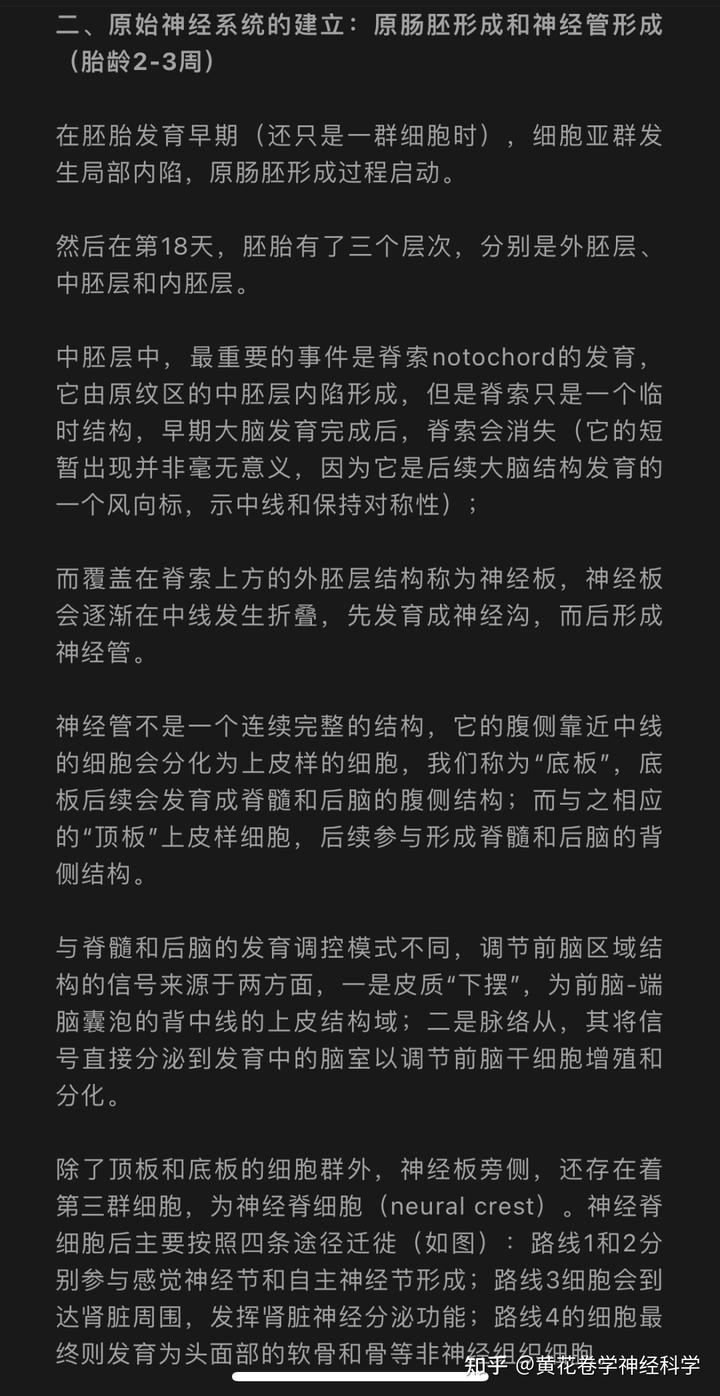 二、原始神经系统的建立：原肠胚形成和神经管形成
（胎龄2-3周）
在胚胎发育早期（还只是一群细胞时），细胞亚群发
生局部内陷，原肠胚形成过程启动。
然后在第18天，胚胎有了三个层次，分别是外胚层、
中胚层和内胚层。
中胚层中，最重要的事件是脊索notochord的发育，
它由原纹区的中胚层内陷形成，但是脊索只是一个临
时结构，早期大脑发育完成后，脊索会消失（它的短
暂出现并非毫无意义，因为它是后续大脑结构发育的
一个风向标，示中线和保持对称性）；
而覆盖在脊索上方的外胚层结构称为神经板，神经板
会逐渐在中线发生折叠，先发育成神经沟，而后形成
神经管。
神经管不是一个连续完整的结构，它的腹侧靠近中线
的细胞会分化为上皮样的细胞，我们称为“底板”，底
板后续会发育成脊髓和后脑的腹侧结构；而与之相应
的“顶板”上皮样细胞，后续参与形成脊髓和后脑的背
侧结构。
与脊髓和后脑的发育调控模式不同，调节前脑区域结
构的信号来源于两方面，一是皮质“下摆”，为前脑-端
脑囊泡的背中线的上皮结构域；二是脉络从，其将信
号直接分泌到发育中的脑室以调节前脑干细胞增殖和
分化。
除了顶板和底板的细胞群外，神经板旁侧，还存在着
第三群细胞，为神经脊细胞（neural crest）。神经脊
细胞后主要按照四条途径迁徙（如图）：路线1和2分
别参与感觉神经节和自主神经节形成；路线3细胞会到
达肾脏周围，发挥肾脏神经分泌功能；路线4的细胞最
终则发育为头面部的软骨和骨等非神经组织细胞
知乎 @黄花卷学神经科学